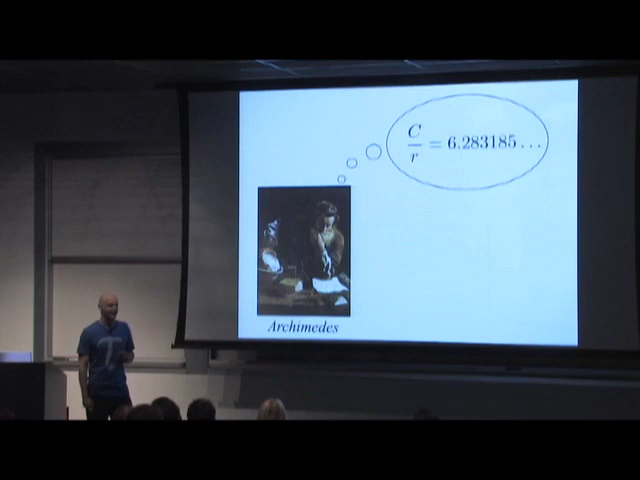 C/r = 6.283185...
Archimedes
τ